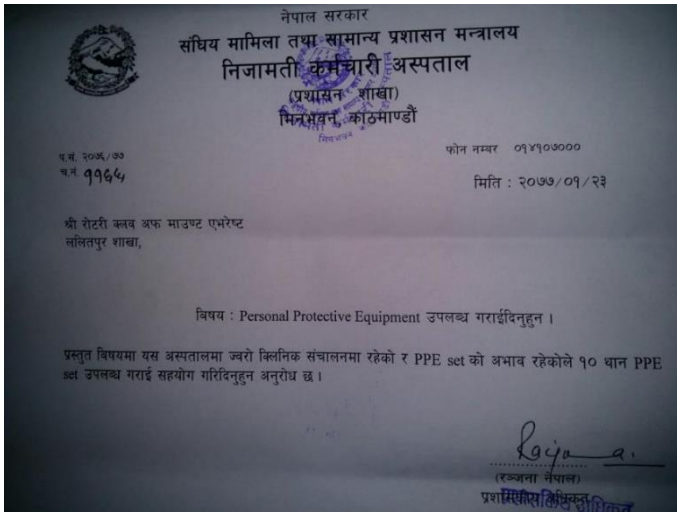 नेपाल सरकार
संघिय मामिला तथा सामान्य प्रशासन मन्त्रालय
निजामती कर्मचारी अस्पताल
(प्रशासन शाखा)
मिनभवन, काठमाण्डौं
प.सं. २०७६/७७
फोन नम्वर ०१४१०७०००
च.नं. ११६५
मिति : २०७७/०१/२३
श्री रोटरी क्लव अफ माउण्ट एभरेष्ट
ललितपुर शाखा,
बिषय : Personal Protective Equipment उपलब्ध गराईदिनुहुन ।
प्रस्तुत बिषयमा यस अस्पतालमा ज्वरो क्लिनिक संचालनमा रहेको र PPE set को अभाव रहेकोले १० थान PPE
set उपलब्ध गराई सहयोग गरिदिनुहुन अनुरोध छ ।
(रञ्जना नेपाल)